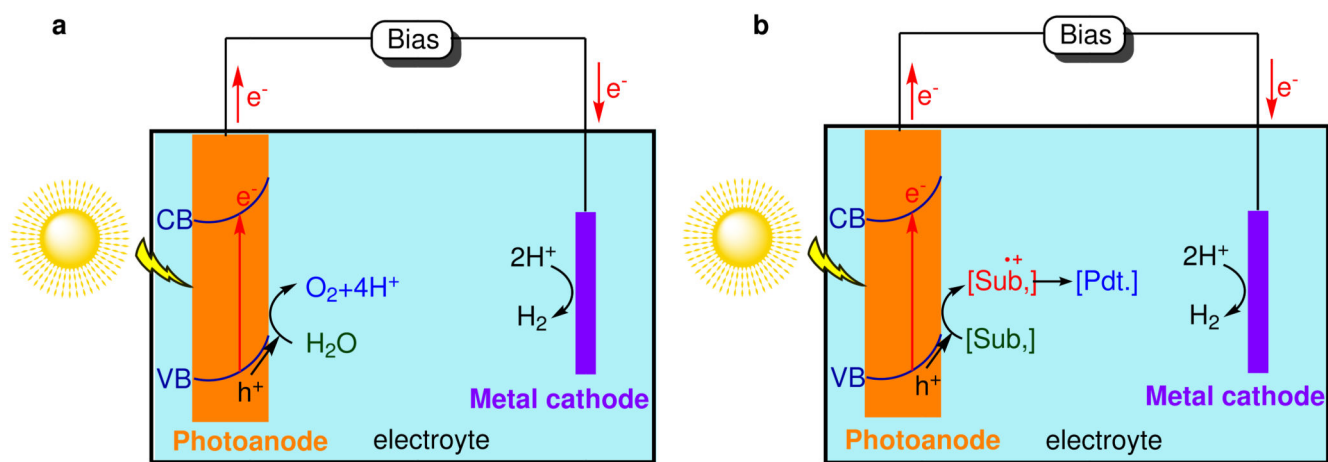 a
Bias
e⁻
e⁻
CB
e⁻
O₂+4H⁺
H₂O
VB
h⁺
2H⁺
H₂
Metal cathode
Photoanode
electroyte
b
Bias
e⁻
e⁻
CB
e⁻
[Sub,]•⁺
[Pdt.]
[Sub,]
VB
h⁺
2H⁺
H₂
Metal cathode
Photoanode
electroyte